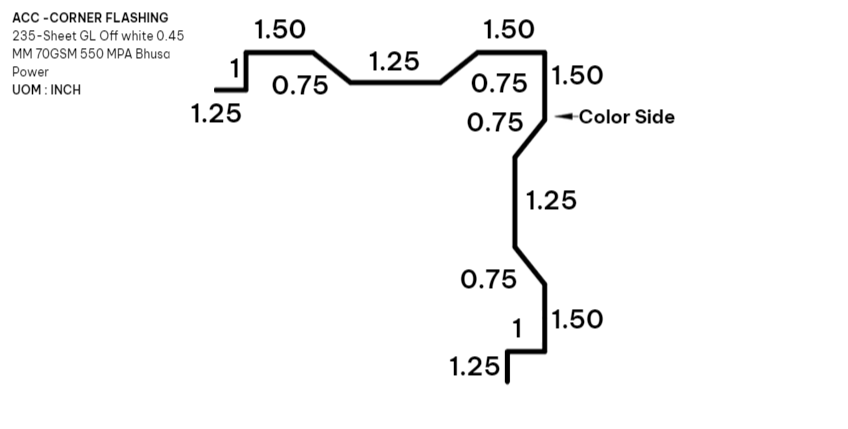 ACC -CORNER FLASHING
235-Sheet GL Off white 0.45
MM 70GSM 550 MPA Bhusa
Power
UOM : INCH
1.50
1.50
1
1.25
0.75
0.75
1.50
1.25
0.75
Color Side
1.25
0.75
1
1.50
1.25